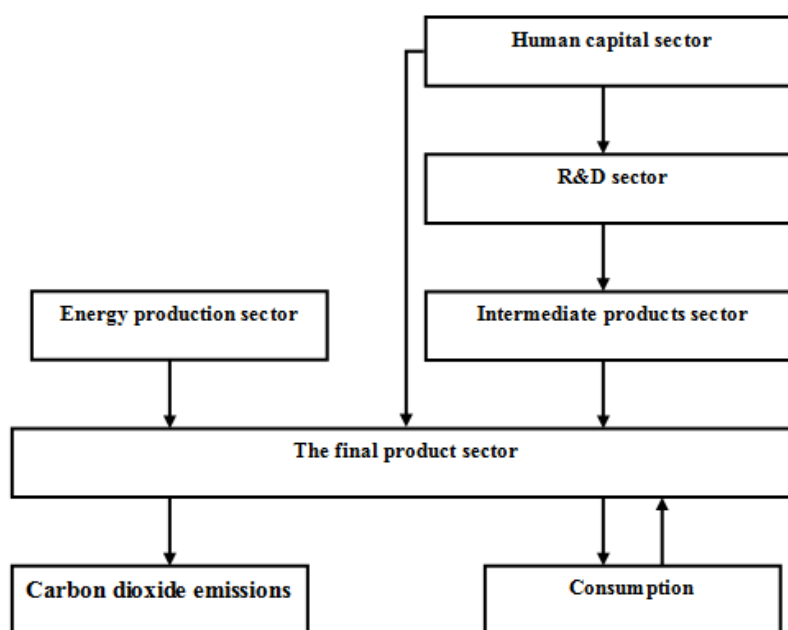 Human capital sector
R&D sector
Energy production sector
Intermediate products sector
The final product sector
Carbon dioxide emissions
Consumption